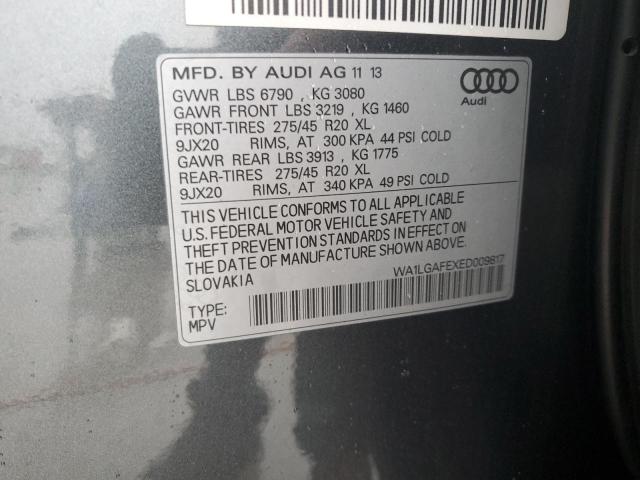 MFD. BY AUDI AG 11 13
Audi
GVWR LBS 6790 , KG 3080
GAWR FRONT LBS 3219 , KG 1460
FRONT-TIRES 275/45 R20 XL
9JX20 RIMS, AT 300 KPA 44 PSI COLD
GAWR REAR LBS 3913 , KG 1775
REAR-TIRES 275/45 R20 XL
9JX20 RIMS, AT 340 KPA 49 PSI COLD
THIS VEHICLE CONFORMS TO ALL APPLICABLE
U.S. FEDERAL MOTOR VEHICLE SAFETY AND
THEFT PREVENTION STANDARDS IN EFFECT ON
THE DATE OF MANUFACTURE SHOWN ABOVE.
SLOVAKIA
WA1LGAFEXED009817
TYPE:
MPV